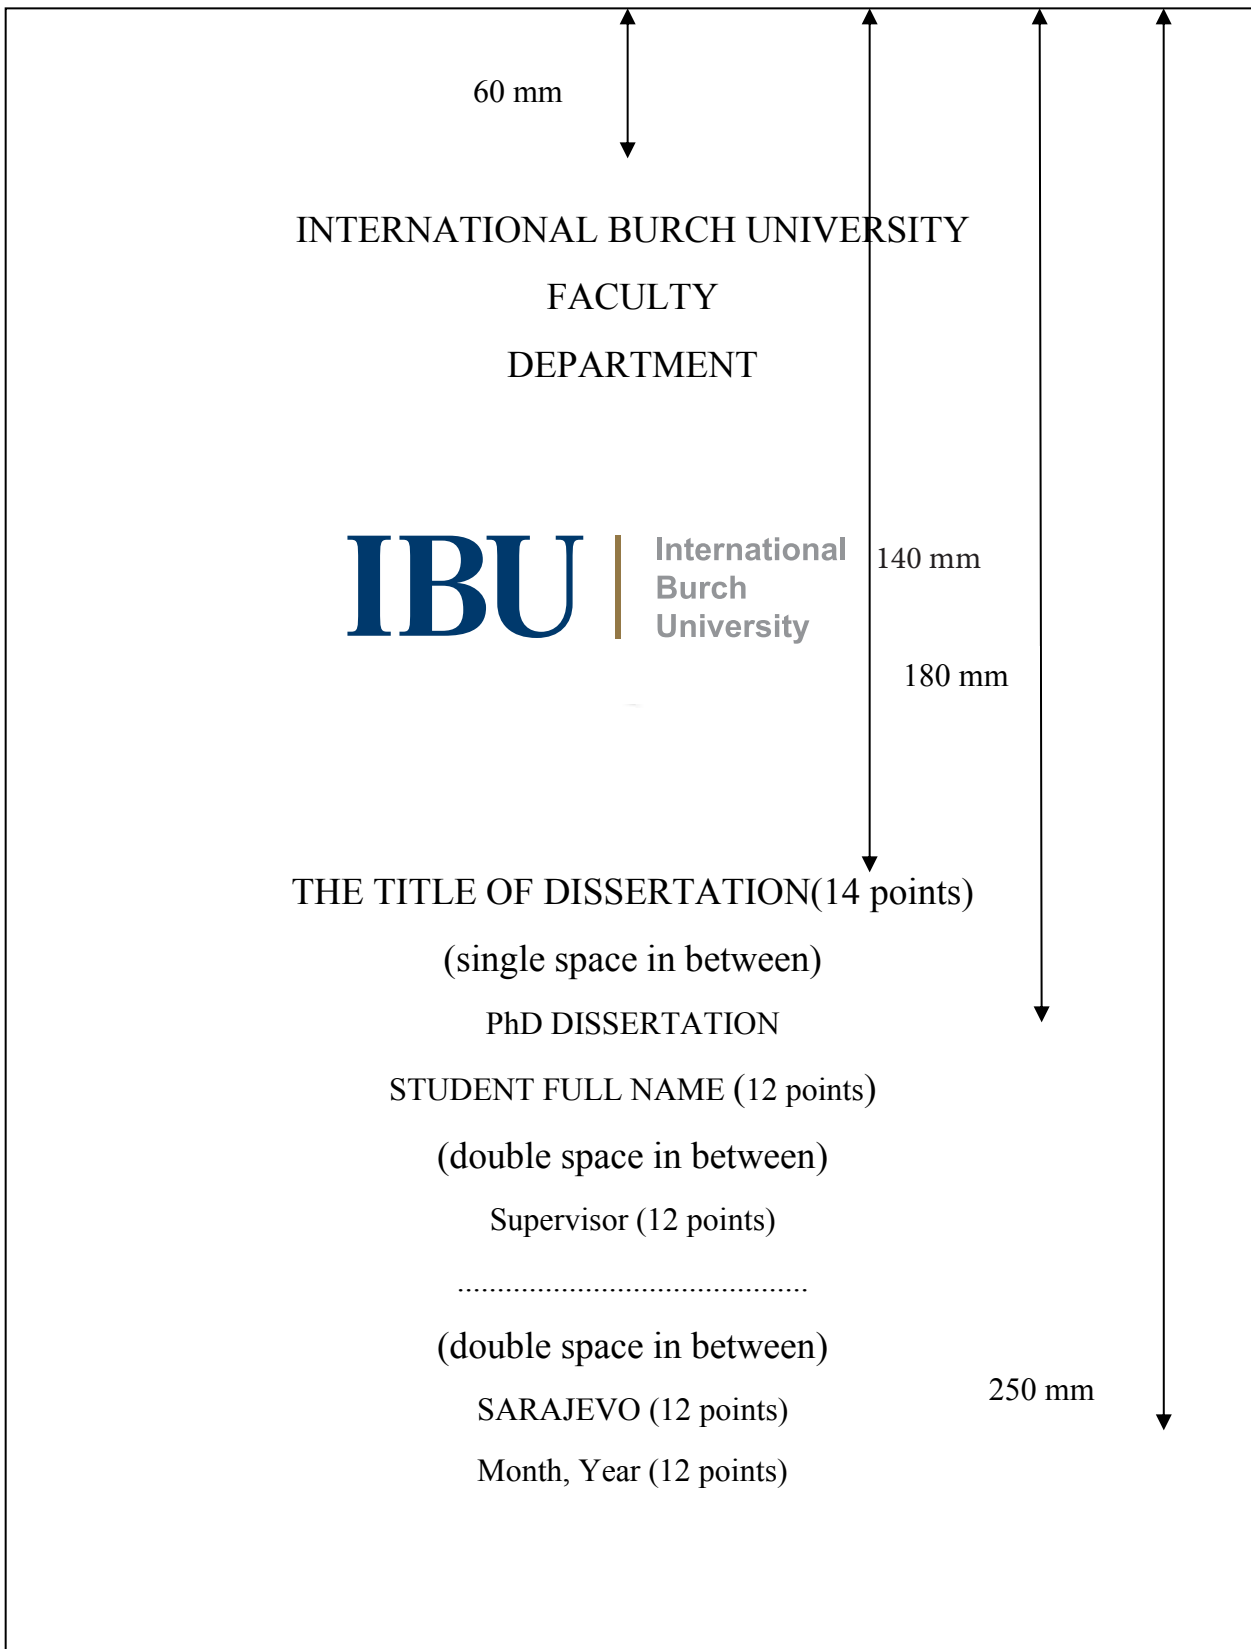 60 mm
INTERNATIONAL BURCH UNIVERSITY
FACULTY
DEPARTMENT
IBU
International
Burch
University
140 mm
180 mm
THE TITLE OF DISSERTATION(14 points)
(single space in between)
PhD DISSERTATION
STUDENT FULL NAME (12 points)
(double space in between)
Supervisor (12 points)
............................................
(double space in between)
250 mm
SARAJEVO (12 points)
Month, Year (12 points)